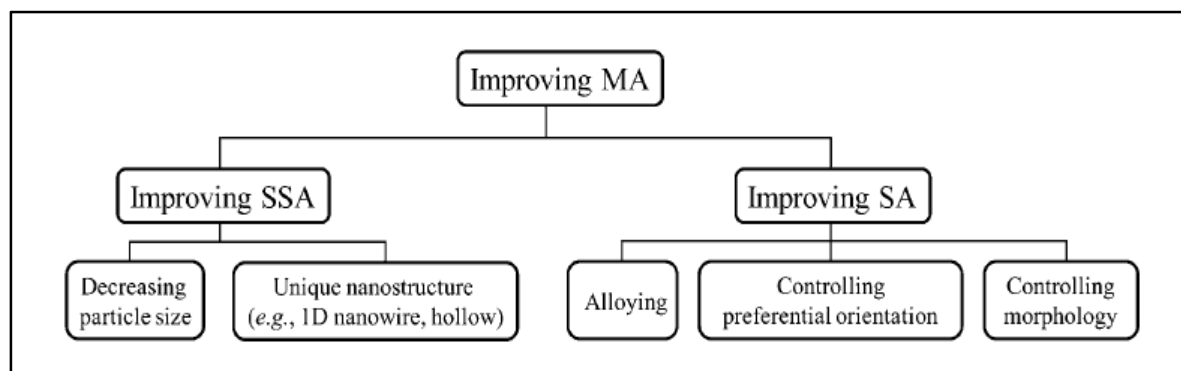 Improving MA
Improving SSA
Improving SA
Decreasing
particle size
Unique nanostructure
(e.g., 1D nanowire, hollow)
Alloying
Controlling
preferential orientation
Controlling
morphology